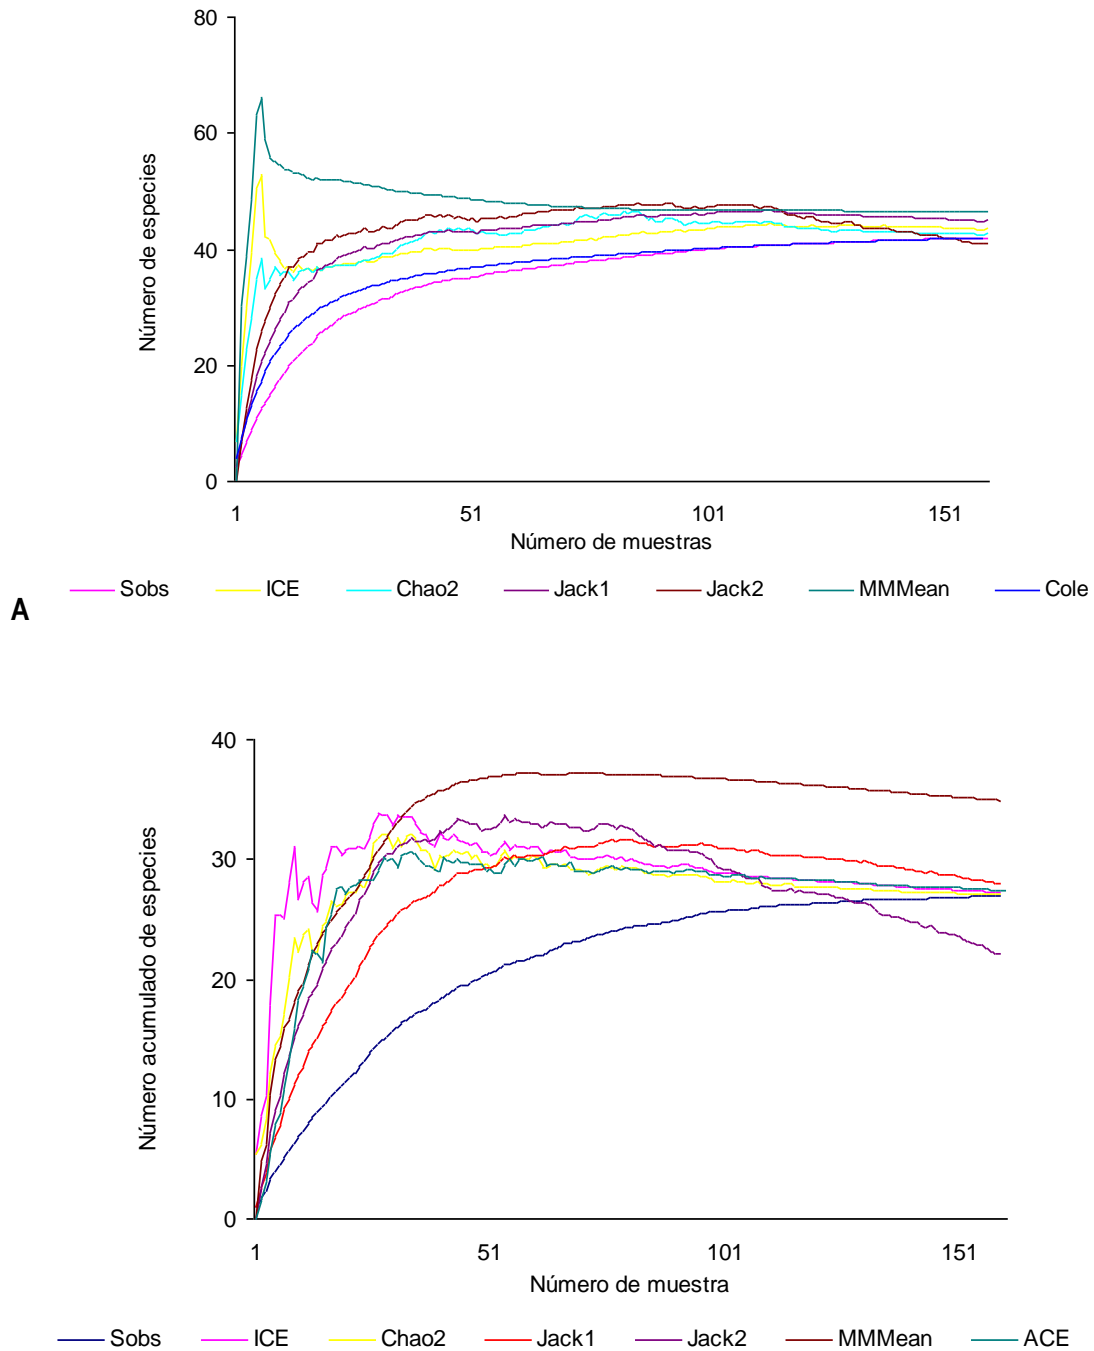 80
60
40
20
0
Número de especies
1 51 101 151
Número de muestras
Sobs ICE Chao2 Jack1 Jack2 MMMean Cole
A
40
30
20
10
0
Número acumulado de especies
1 51 101 151
Número de muestra
Sobs ICE Chao2 Jack1 Jack2 MMMean ACE